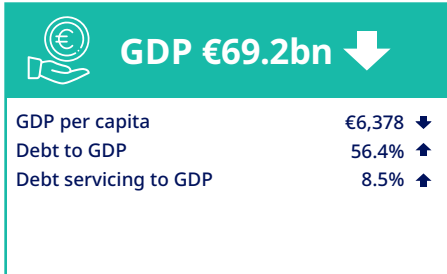 GDP €69.2bn
GDP per capita €6,378
Debt to GDP 56.4%
Debt servicing to GDP 8.5%